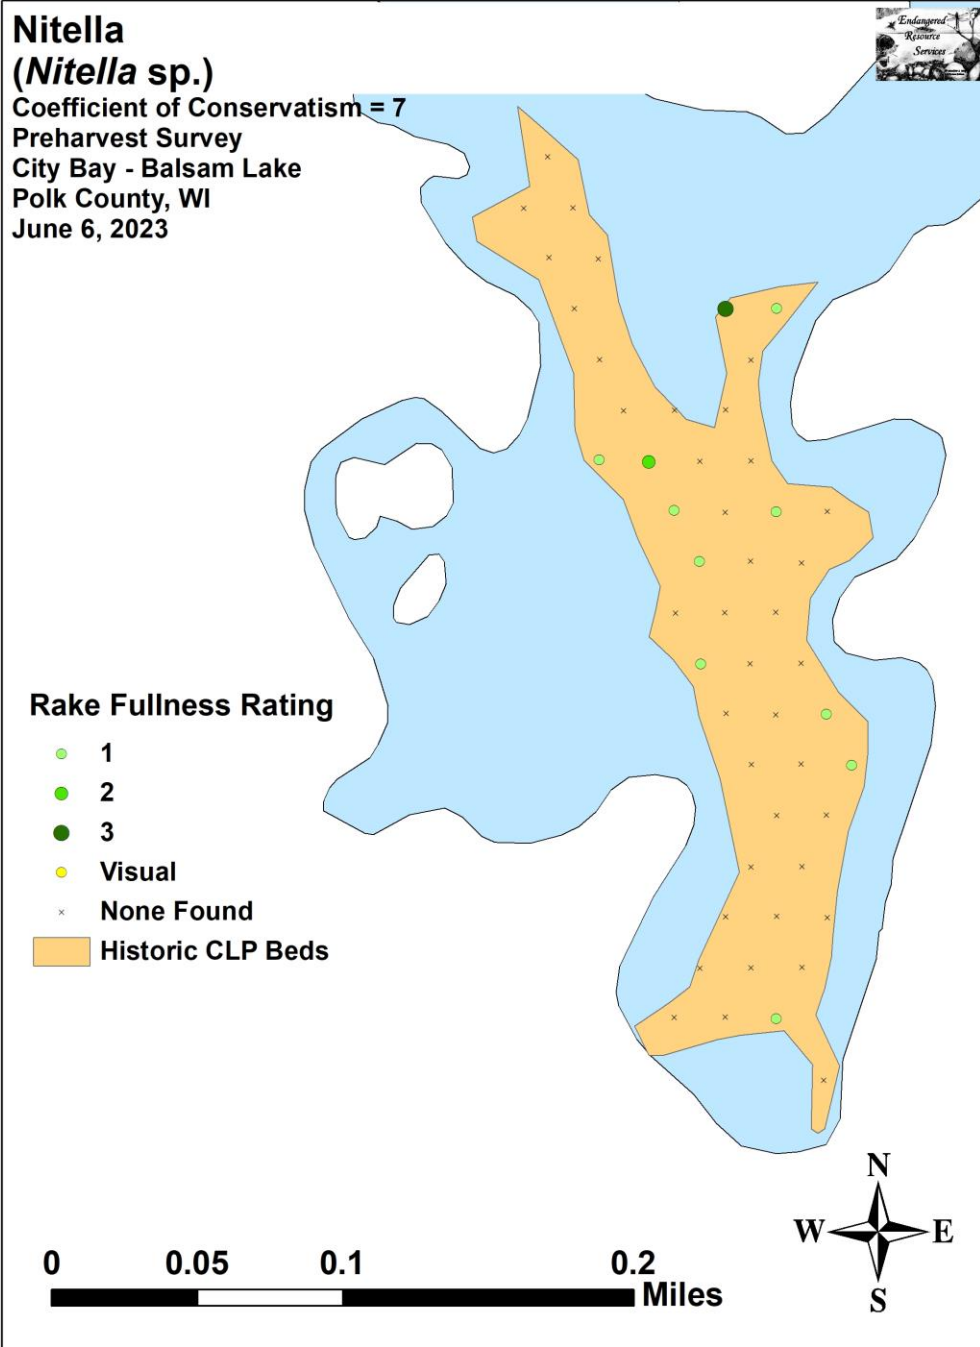 Nitella
(Nitella sp.)
Coefficient of Conservatism = 7
Preharvest Survey
City Bay - Balsam Lake
Polk County, WI
June 6, 2023
Endangered
Resource
Services
Rake Fullness Rating
1
2
3
Visual
None Found
Historic CLP Beds
N
W E
S
0 0.05 0.1 0.2
Miles